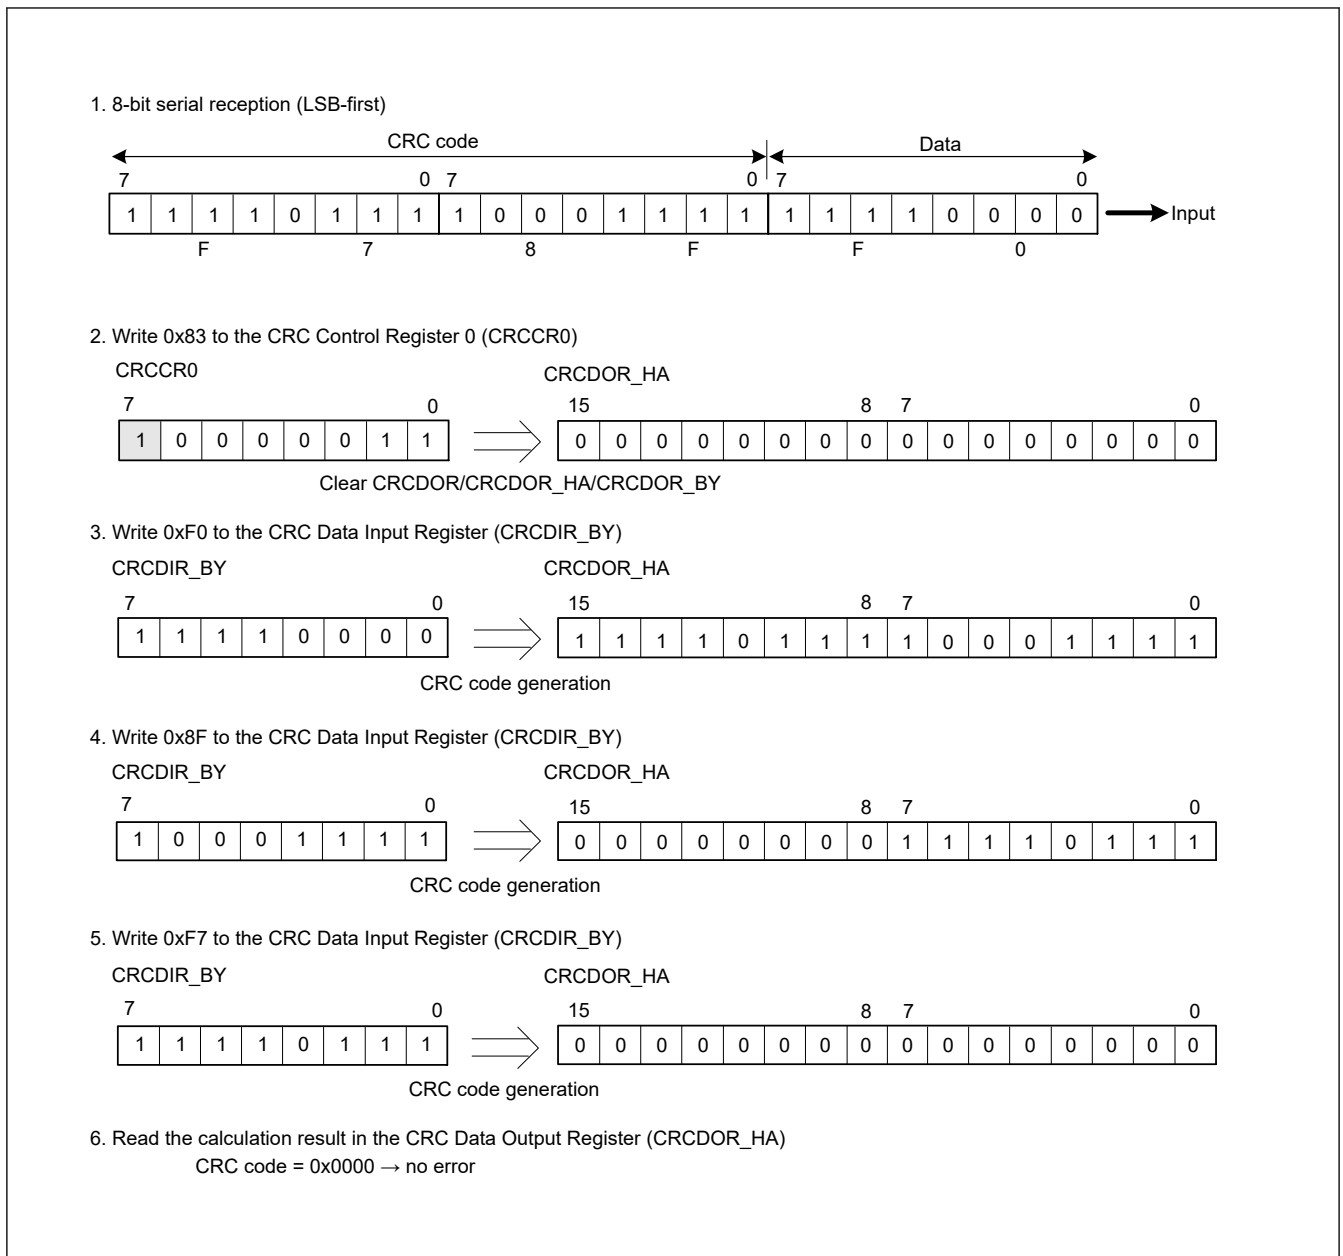 1. 8-bit serial reception (LSB-first)
CRC code Data
7 0 7 0 7 0
1 1 1 1 0 1 1 1 1 0 0 0 1 1 1 1 1 1 1 1 0 0 0 0 Input
F 7 8 F F 0
2. Write 0x83 to the CRC Control Register 0 (CRCCR0)
CRCCR0 CRCDOR_HA
7 0 15 8 7 0
1 0 0 0 0 0 1 1 0 0 0 0 0 0 0 0 0 0 0 0 0 0 0 0
Clear CRCDOR/CRCDOR_HA/CRCDOR_BY
3. Write 0xF0 to the CRC Data Input Register (CRCDIR_BY)
CRCDIR_BY CRCDOR_HA
7 0 15 8 7 0
1 1 1 1 0 0 0 0 1 1 1 1 0 1 1 1 1 0 0 0 1 1 1 1
CRC code generation
4. Write 0x8F to the CRC Data Input Register (CRCDIR_BY)
CRCDIR_BY CRCDOR_HA
7 0 15 8 7 0
1 0 0 0 1 1 1 1 0 0 0 0 0 0 0 0 1 1 1 1 0 1 1 1
CRC code generation
5. Write 0xF7 to the CRC Data Input Register (CRCDIR_BY)
CRCDIR_BY CRCDOR_HA
7 0 15 8 7 0
1 1 1 1 0 1 1 1 0 0 0 0 0 0 0 0 0 0 0 0 0 0 0 0
CRC code generation
6. Read the calculation result in the CRC Data Output Register (CRCDOR_HA)
CRC code = 0x0000 → no error